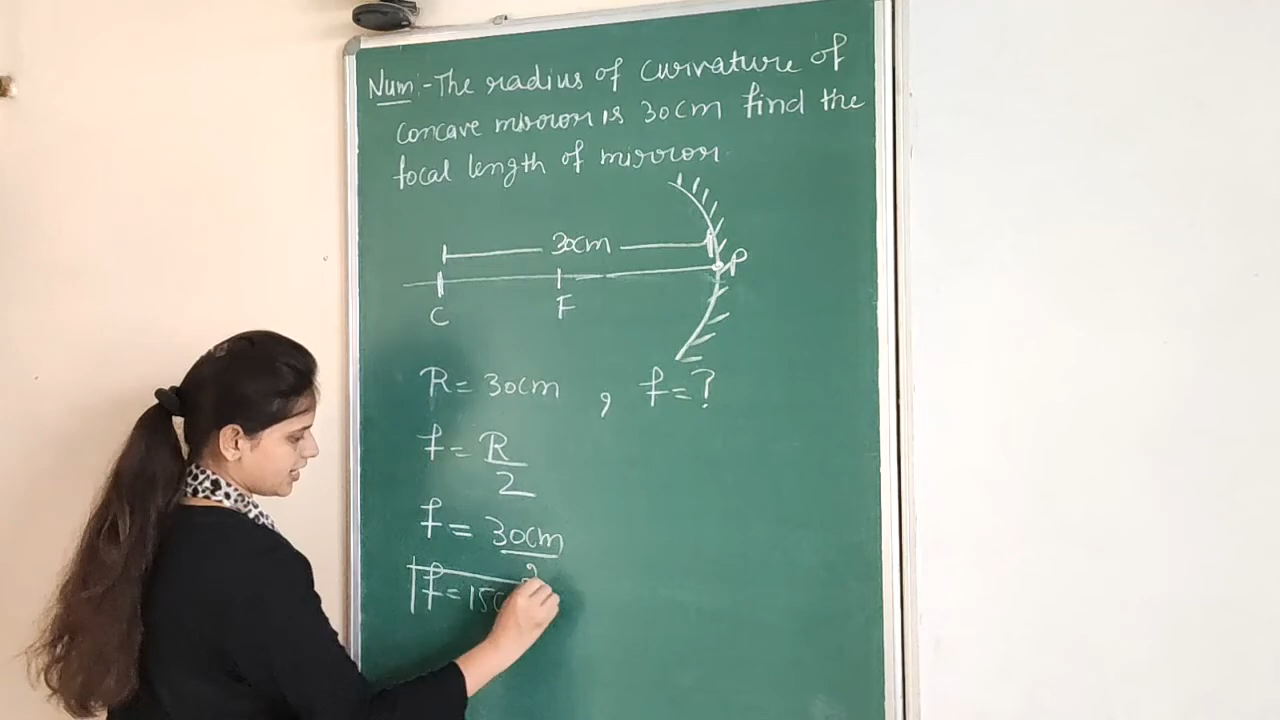 Num:-The radius of curvature of
concave mirror is 30cm find the
focal length of mirror.
30cm
P
C F
R = 30cm , f = ?
f = R
2
f = 30cm
2
f = 15c